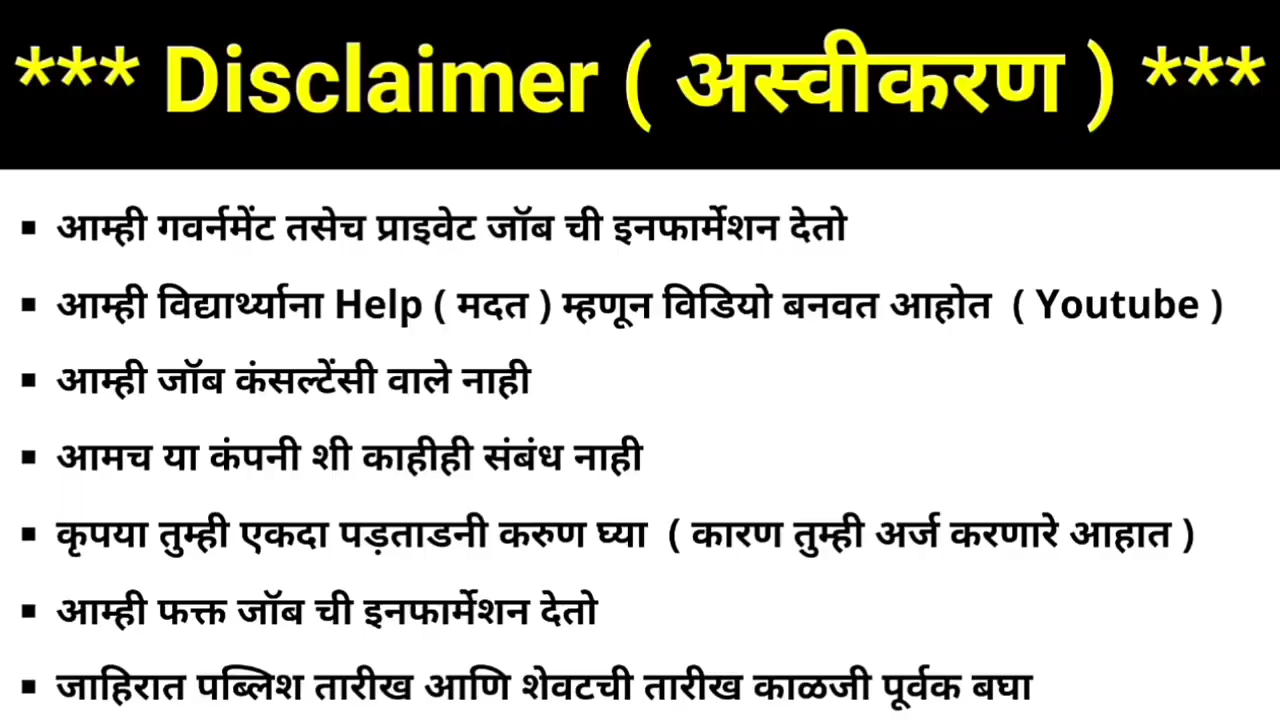 *** Disclaimer ( अस्वीकरण ) ***
▪ आम्ही गवर्नमेंट तसेच प्राइवेट जॉब ची इनफार्मेशन देतो
▪ आम्ही विद्यार्थ्याना Help ( मदत ) म्हणून विडियो बनवत आहोत ( Youtube )
▪ आम्ही जॉब कंसल्टेंसी वाले नाही
▪ आमच या कंपनी शी काहीही संबंध नाही
▪ कृपया तुम्ही एकदा पड़ताडनी करुण घ्या ( कारण तुम्ही अर्ज करणारे आहात )
▪ आम्ही फक्त जॉब ची इनफार्मेशन देतो
▪ जाहिरात पब्लिश तारीख आणि शेवटची तारीख काळजी पूर्वक बघा